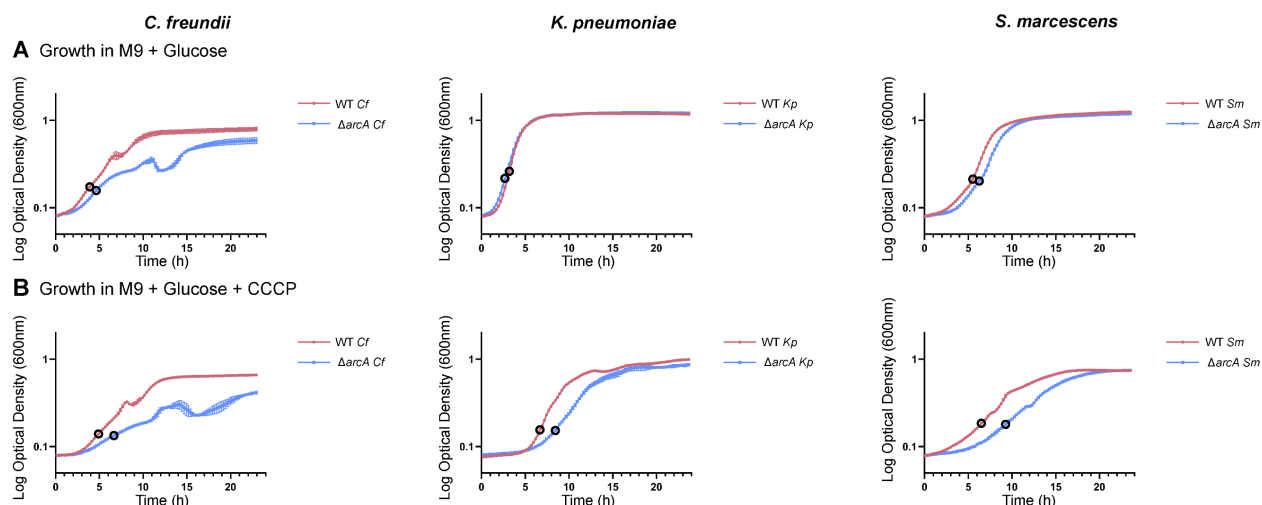 C. freundii
K. pneumoniae
S. marcescens
A Growth in M9 + Glucose
Log Optical Density (600nm)
1
0.1
0 5 10 15 20
Time (h)
WT Cf
ΔarcA Cf
Log Optical Density (600nm)
1
0.1
0 5 10 15 20
Time (h)
WT Kp
ΔarcA Kp
Log Optical Density (600nm)
1
0.1
0 5 10 15 20
Time (h)
WT Sm
ΔarcA Sm
B Growth in M9 + Glucose + CCCP
Log Optical Density (600nm)
1
0.1
0 5 10 15 20
Time (h)
WT Cf
ΔarcA Cf
Log Optical Density (600nm)
1
0.1
0 5 10 15 20
Time (h)
WT Kp
ΔarcA Kp
Log Optical Density (600nm)
1
0.1
0 5 10 15 20
Time (h)
WT Sm
ΔarcA Sm